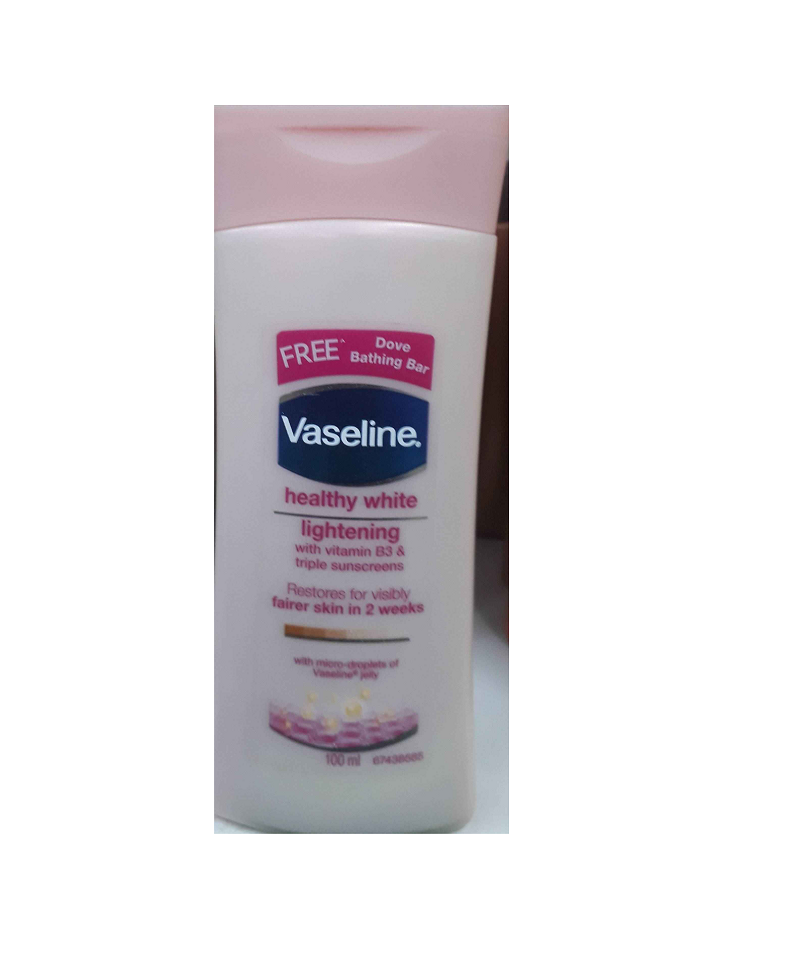 FREE^ Dove
Bathing Bar
Vaseline.
healthy white
lightening
with vitamin B3 &
triple sunscreens
Restores for visibly
fairer skin in 2 weeks
with micro-droplets of
Vaseline® jelly
100 ml